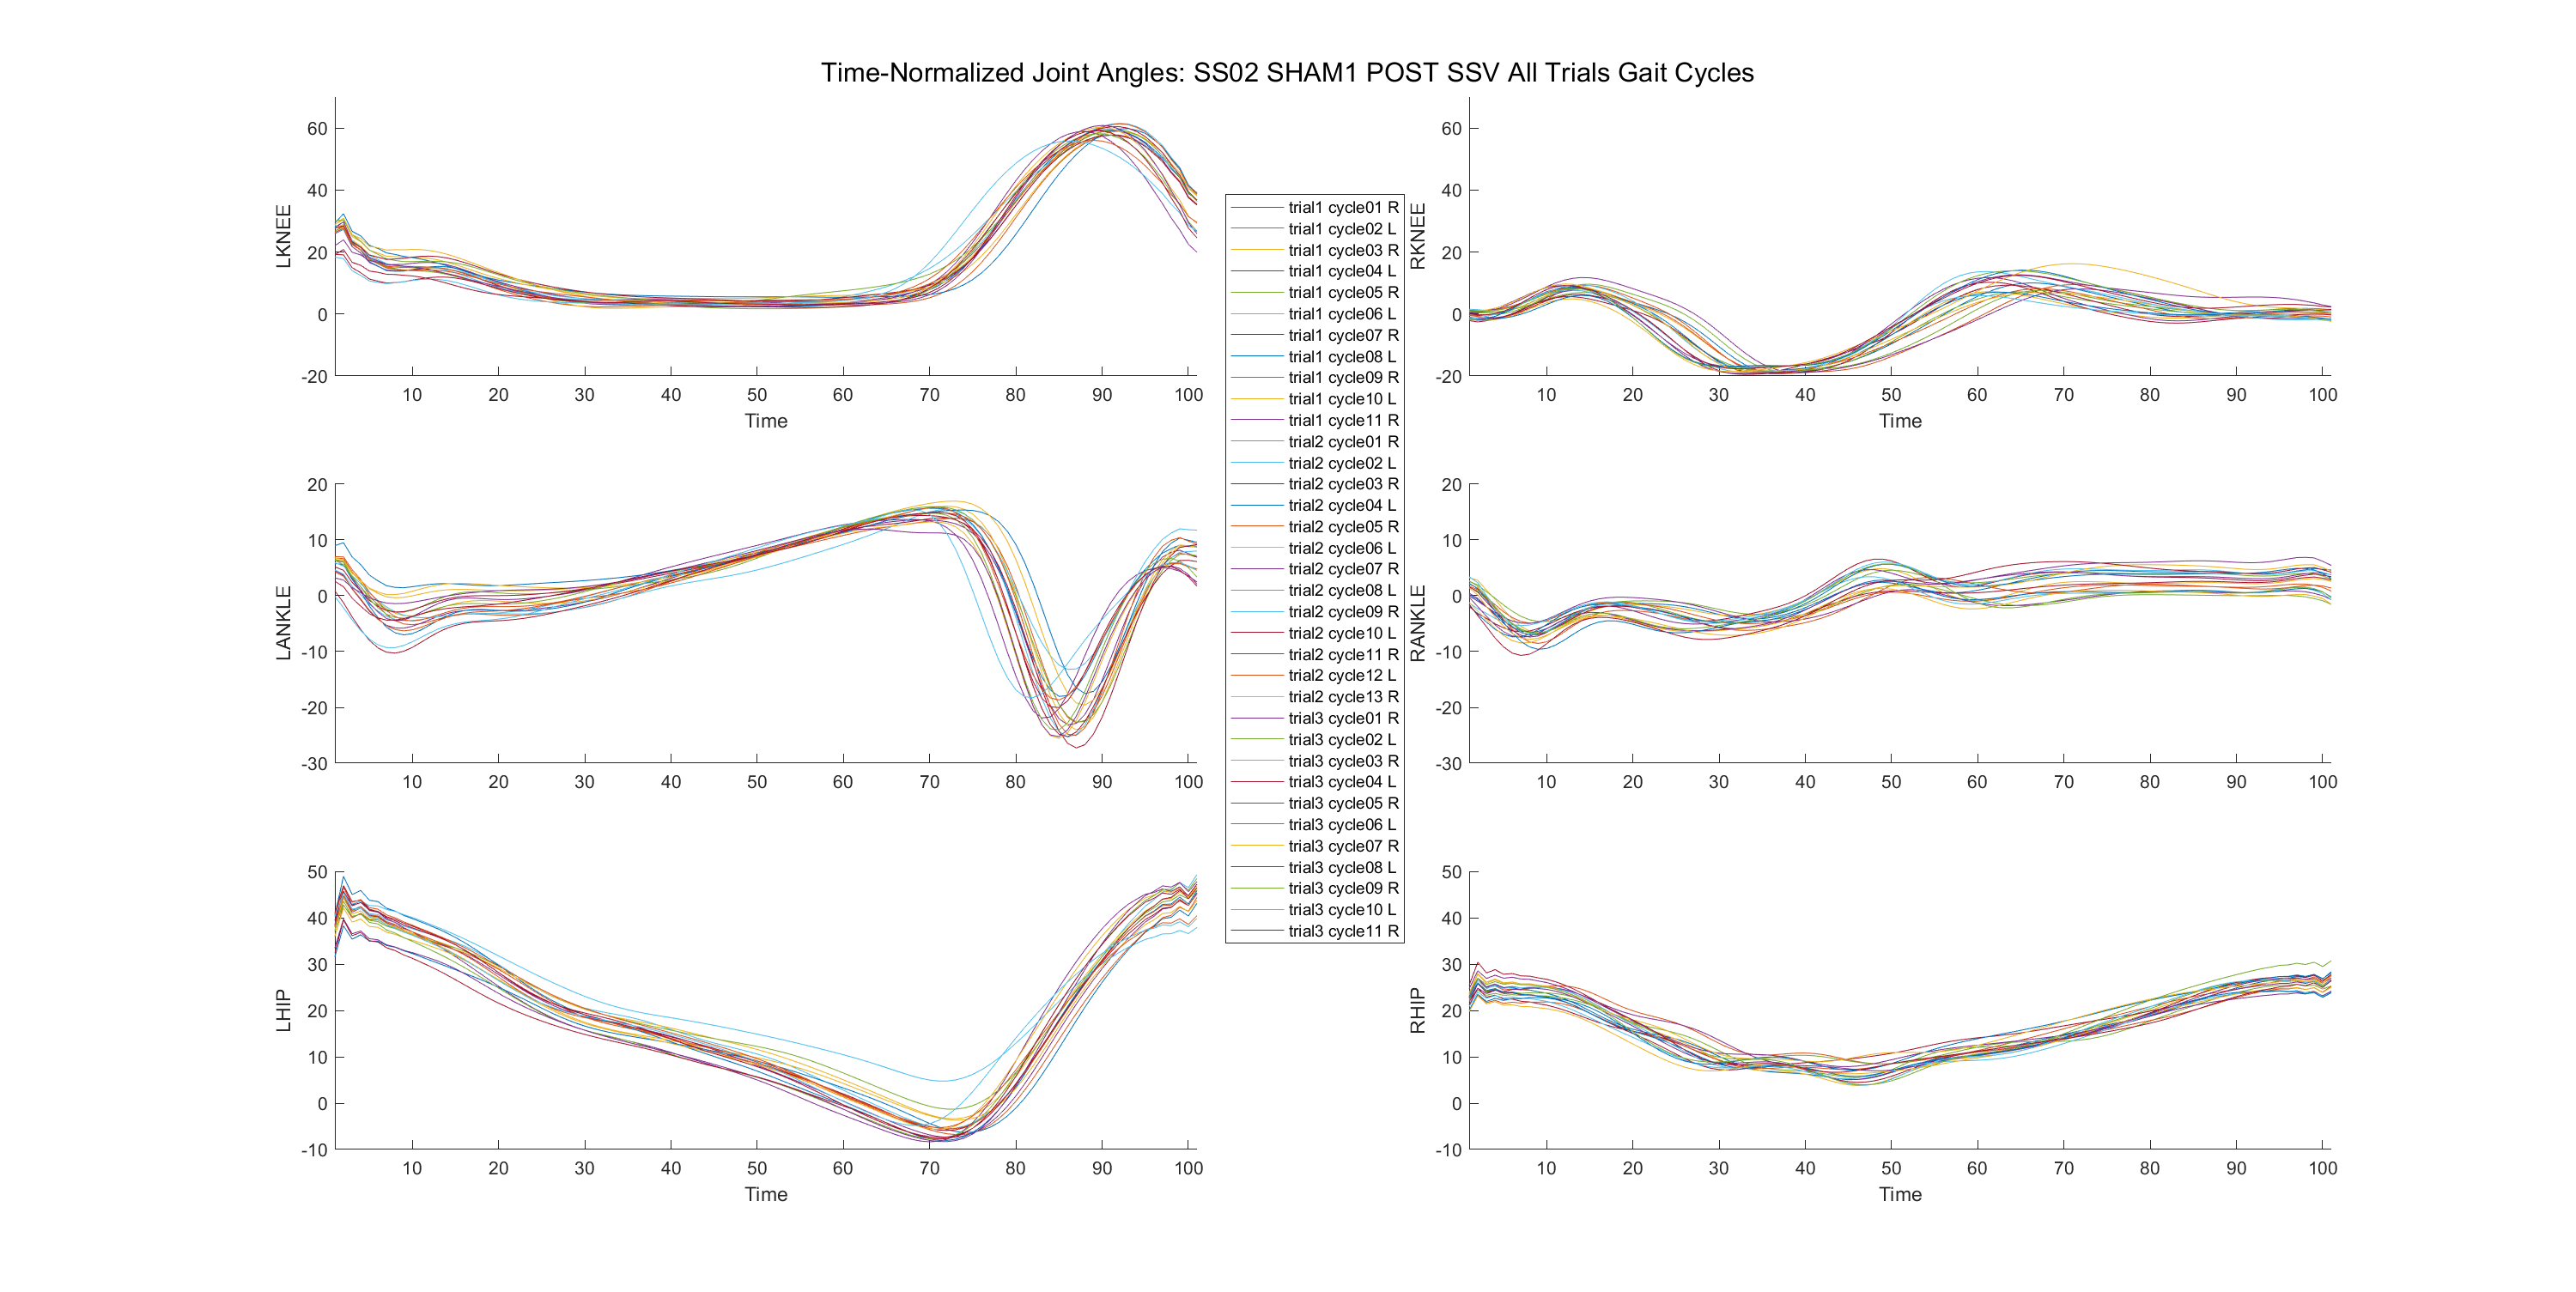 Time-Normalized Joint Angles: SS02 SHAM1 POST SSV All Trials Gait Cycles
LKNEE
60
40
20
0
-20
10 20 30 40 50 60 70 80 90 100
Time
RKNEE
60
40
20
0
-20
10 20 30 40 50 60 70 80 90 100
Time
LANKLE
20
10
0
-10
-20
-30
10 20 30 40 50 60 70 80 90 100
RANKLE
20
10
0
-10
-20
-30
10 20 30 40 50 60 70 80 90 100
LHIP
50
40
30
20
10
0
-10
10 20 30 40 50 60 70 80 90 100
Time
RHIP
50
40
30
20
10
0
-10
10 20 30 40 50 60 70 80 90 100
Time
trial1 cycle01 R
trial1 cycle02 L
trial1 cycle03 R
trial1 cycle04 L
trial1 cycle05 R
trial1 cycle06 L
trial1 cycle07 R
trial1 cycle08 L
trial1 cycle09 R
trial1 cycle10 L
trial1 cycle11 R
trial2 cycle01 R
trial2 cycle02 L
trial2 cycle03 R
trial2 cycle04 L
trial2 cycle05 R
trial2 cycle06 L
trial2 cycle07 R
trial2 cycle08 L
trial2 cycle09 R
trial2 cycle10 L
trial2 cycle11 R
trial2 cycle12 L
trial2 cycle13 R
trial3 cycle01 R
trial3 cycle02 L
trial3 cycle03 R
trial3 cycle04 L
trial3 cycle05 R
trial3 cycle06 L
trial3 cycle07 R
trial3 cycle08 L
trial3 cycle09 R
trial3 cycle10 L
trial3 cycle11 R